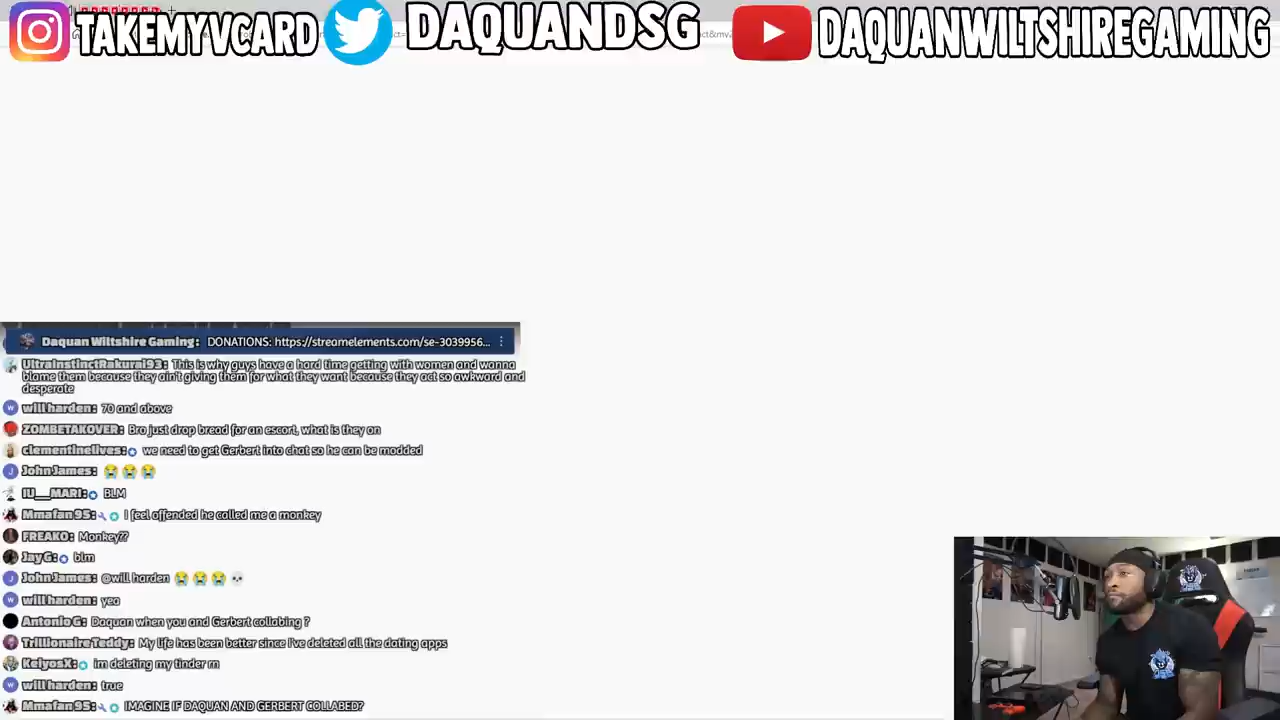 TAKEMYVCARD DAQUANDSG DAQUANWILTSHIREGAMING
Daquan Wiltshire Gaming: DONATIONS: https://streamelements.com/se-3039956...
UltraInstinctRakurai93: This is why guys have a hard time getting with women and wanna
blame them because they ain't giving them for what they want because they act so awkward and
desperate
will harden: 70 and above
ZOMBETAKOVER: Bro just drop bread for an escort, what is they on
clementinelives: we need to get Gerbert into chat so he can be modded
John James: 😭😭😭
IU__MARI: BLM
Mmafan95: I feel offended he called me a monkey
FREAKO: Monkey??
Jay G: blm
John James: @will harden 😭😭😭💀
will harden: yea
Antonio G: Daquan when you and Gerbert collabing ?
Trillionaire Teddy: My life has been better since I've deleted all the dating apps
KelyosX: im deleting my tinder rn
will harden: true
Mmafan95: IMAGINE IF DAQUAN AND GERBERT COLLABED?